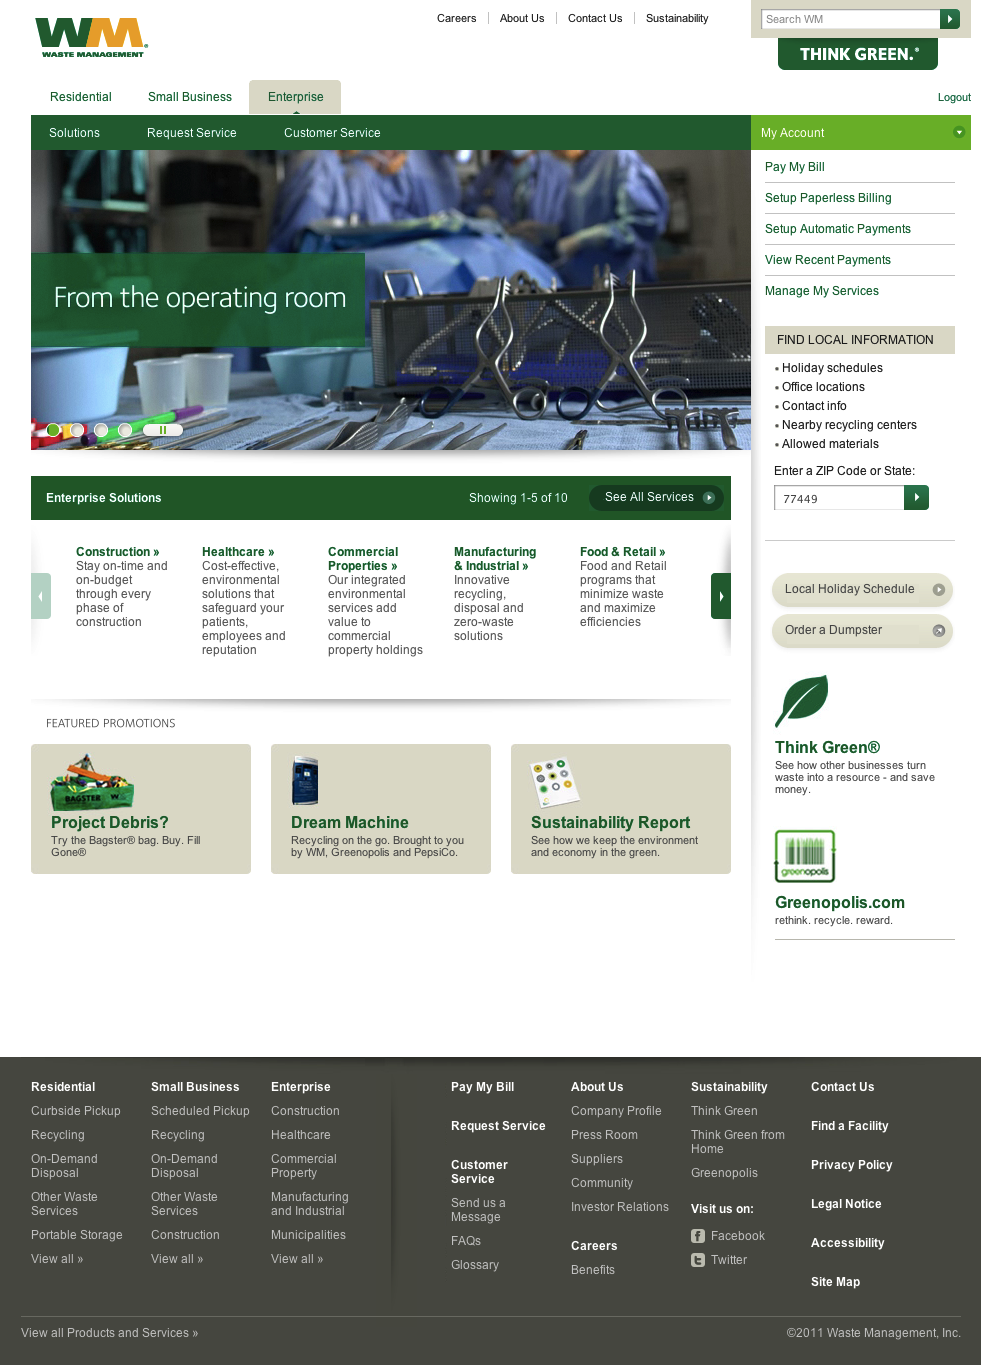 WM
WASTE MANAGEMENT
Careers
About Us
Contact Us
Sustainability
Search WM
THINK GREEN.®
Residential
Small Business
Enterprise
Logout
Solutions
Request Service
Customer Service
My Account
Pay My Bill
Setup Paperless Billing
Setup Automatic Payments
View Recent Payments
Manage My Services
From the operating room
FIND LOCAL INFORMATION
• Holiday schedules
• Office locations
• Contact info
• Nearby recycling centers
• Allowed materials
Enter a ZIP Code or State:
77449
Enterprise Solutions
Showing 1-5 of 10
See All Services
Construction »
Stay on-time and
on-budget
through every
phase of
construction
Healthcare »
Cost-effective,
environmental
solutions that
safeguard your
patients,
employees and
reputation
Commercial
Properties »
Our integrated
environmental
services add
value to
commercial
property holdings
Manufacturing
& Industrial »
Innovative
recycling,
disposal and
zero-waste
solutions
Food & Retail »
Food and Retail
programs that
minimize waste
and maximize
efficiencies
Local Holiday Schedule
Order a Dumpster
Think Green®
See how other businesses turn
waste into a resource - and save
money.
greenopolis
Greenopolis.com
rethink. recycle. reward.
FEATURED PROMOTIONS
BAGSTER
Project Debris?
Try the Bagster® bag. Buy. Fill
Gone®
Dream Machine
Recycling on the go. Brought to you
by WM, Greenopolis and PepsiCo.
Sustainability Report
See how we keep the environment
and economy in the green.
Residential
Curbside Pickup
Recycling
On-Demand
Disposal
Other Waste
Services
Portable Storage
View all »
Small Business
Scheduled Pickup
Recycling
On-Demand
Disposal
Other Waste
Services
Construction
View all »
Enterprise
Construction
Healthcare
Commercial
Property
Manufacturing
and Industrial
Municipalities
View all »
Pay My Bill
Request Service
Customer
Service
Send us a
Message
FAQs
Glossary
About Us
Company Profile
Press Room
Suppliers
Community
Investor Relations
Careers
Benefits
Sustainability
Think Green
Think Green from
Home
Greenopolis
Visit us on:
Facebook
Twitter
Contact Us
Find a Facility
Privacy Policy
Legal Notice
Accessibility
Site Map
View all Products and Services »
©2011 Waste Management, Inc.